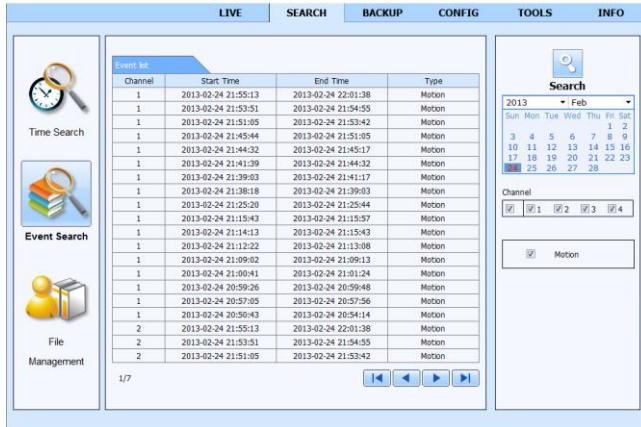 LIVE SEARCH BACKUP CONFIG TOOLS INFO
Time Search
Event Search
File
Management
Event list
Channel Start Time End Time Type
1 2013-02-24 21:55:13 2013-02-24 22:01:38 Motion
1 2013-02-24 21:53:51 2013-02-24 21:54:55 Motion
1 2013-02-24 21:51:05 2013-02-24 21:53:42 Motion
1 2013-02-24 21:45:44 2013-02-24 21:51:05 Motion
1 2013-02-24 21:44:32 2013-02-24 21:45:17 Motion
1 2013-02-24 21:41:39 2013-02-24 21:44:32 Motion
1 2013-02-24 21:39:03 2013-02-24 21:41:17 Motion
1 2013-02-24 21:38:18 2013-02-24 21:39:03 Motion
1 2013-02-24 21:25:20 2013-02-24 21:25:44 Motion
1 2013-02-24 21:15:43 2013-02-24 21:15:57 Motion
1 2013-02-24 21:14:13 2013-02-24 21:15:43 Motion
1 2013-02-24 21:12:22 2013-02-24 21:13:08 Motion
1 2013-02-24 21:09:02 2013-02-24 21:09:13 Motion
1 2013-02-24 21:00:41 2013-02-24 21:01:24 Motion
1 2013-02-24 20:59:26 2013-02-24 20:59:48 Motion
1 2013-02-24 20:57:05 2013-02-24 20:57:56 Motion
1 2013-02-24 20:50:43 2013-02-24 20:54:14 Motion
2 2013-02-24 21:55:13 2013-02-24 22:01:38 Motion
2 2013-02-24 21:53:51 2013-02-24 21:54:55 Motion
2 2013-02-24 21:51:05 2013-02-24 21:53:42 Motion
1/7
Search
2013 Feb
Sun Mon Tue Wed Thu Fri Sat
1 2
3 4 5 6 7 8 9
10 11 12 13 14 15 16
17 18 19 20 21 22 23
24 25 26 27 28
Channel
1 2 3 4
Motion